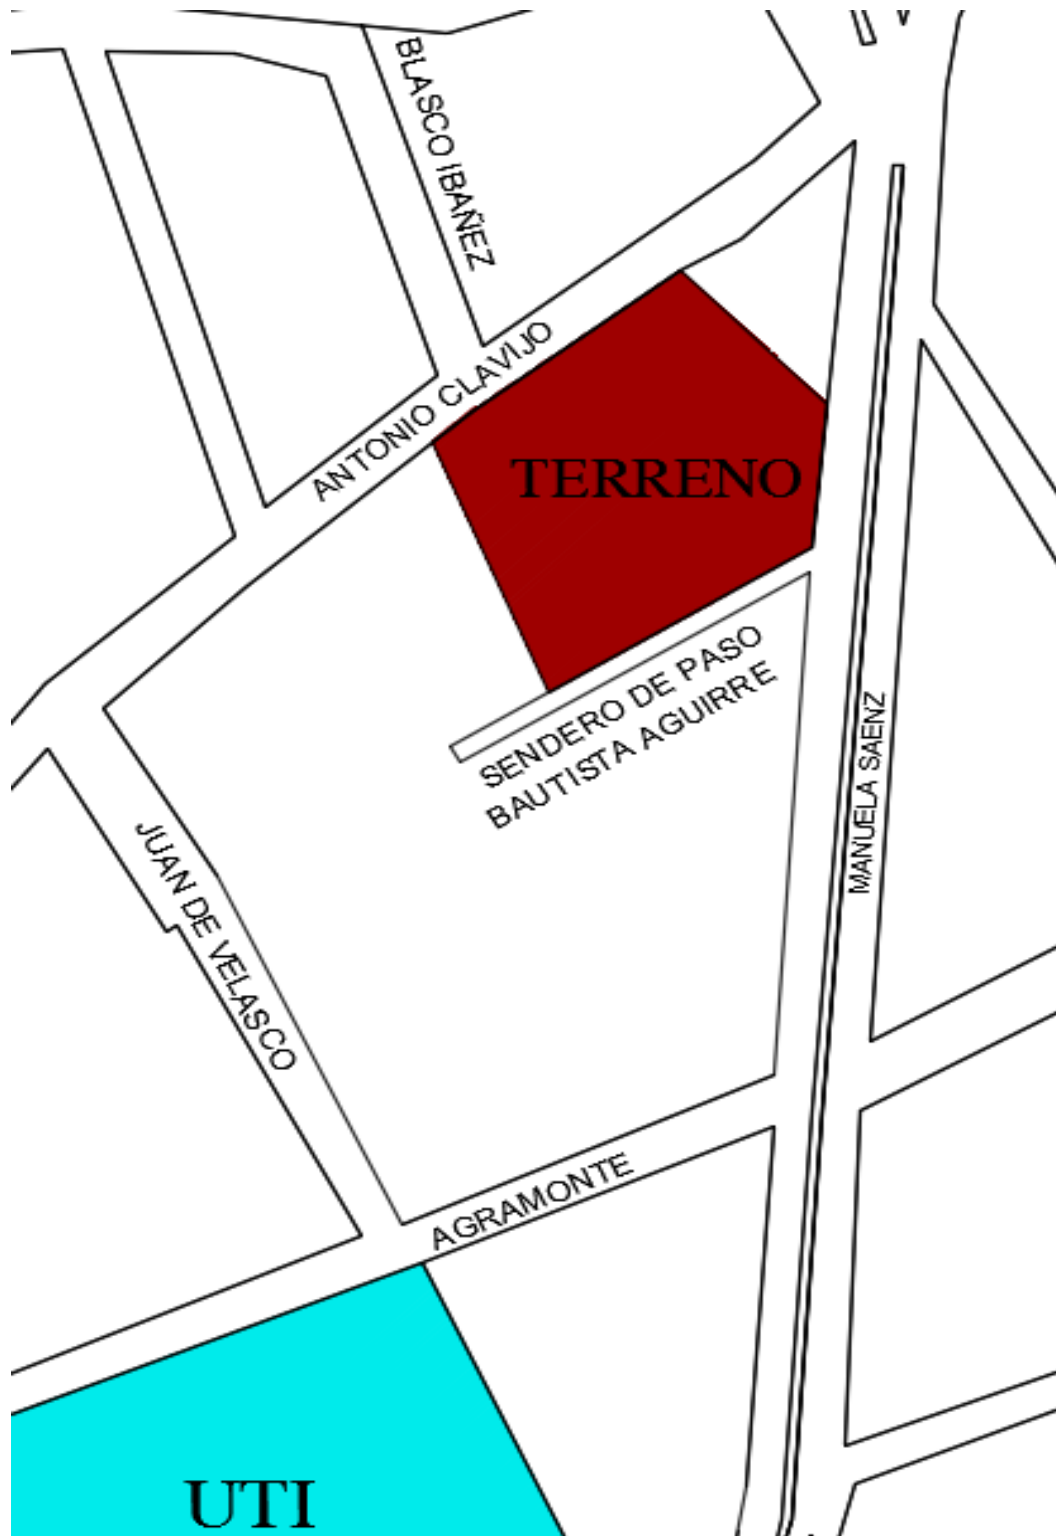 BLASCO IBAÑEZ
ANTONIO CLAVIJO
TERRENO
SENDERO DE PASO
BAUTISTA AGUIRRE
MANUELA SAENZ
JUAN DE VELASCO
AGRAMONTE
UTI